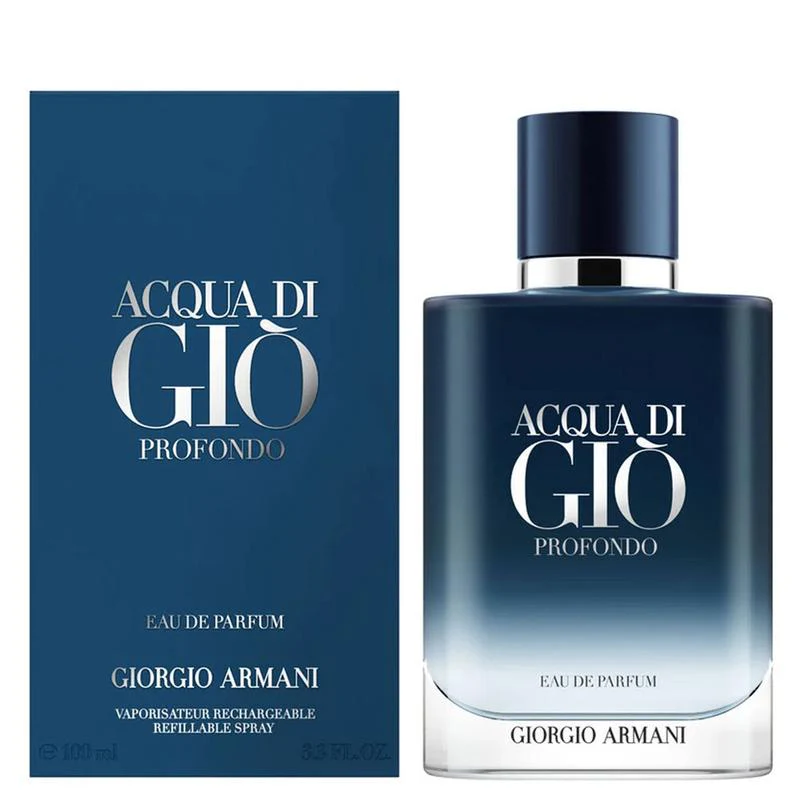 ACQUA DI
GIÒ
PROFONDO
EAU DE PARFUM
GIORGIO ARMANI
VAPORISATEUR RECHARGEABLE
REFILLABLE SPRAY
℮ 100 ml
3.3 FL.OZ.
ACQUA DI
GIÒ
PROFONDO
EAU DE PARFUM
GIORGIO ARMANI